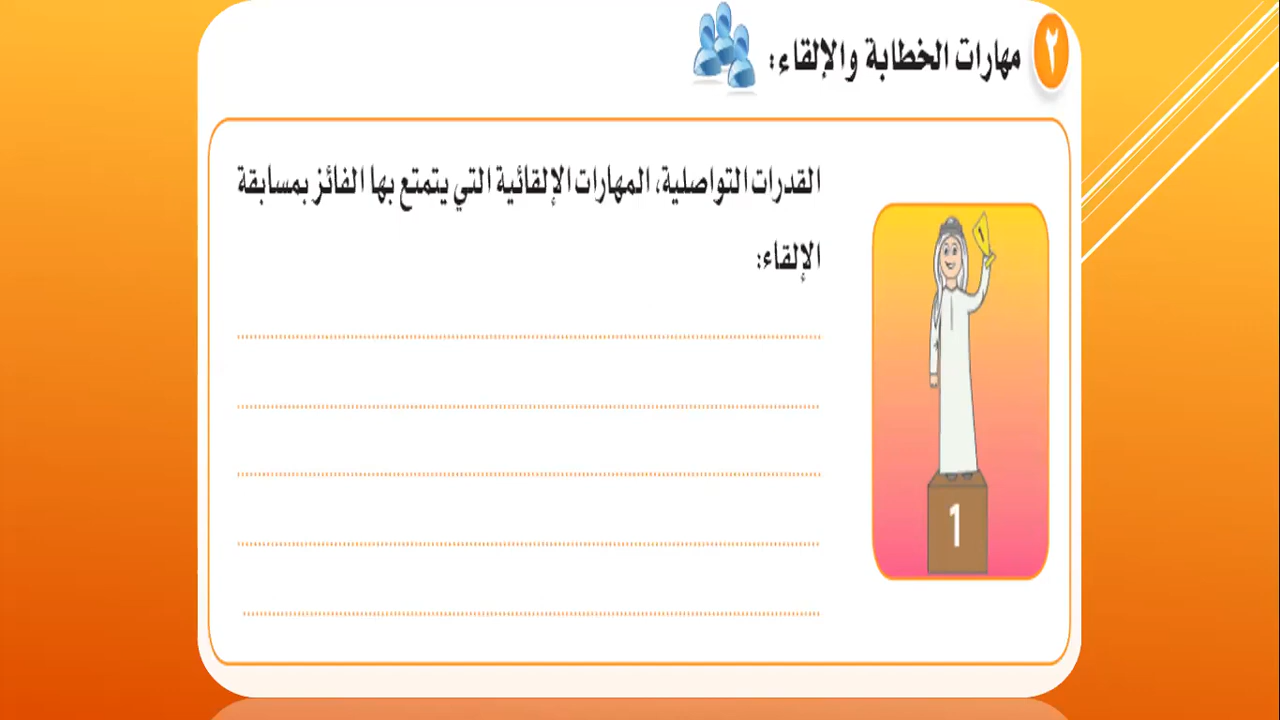 ٢ مهارات الخطابة والإلقاء:
القدرات التواصلية، المهارات الإلقائية التي يتمتع بها الفائز بمسابقة
الإلقاء:
1
1